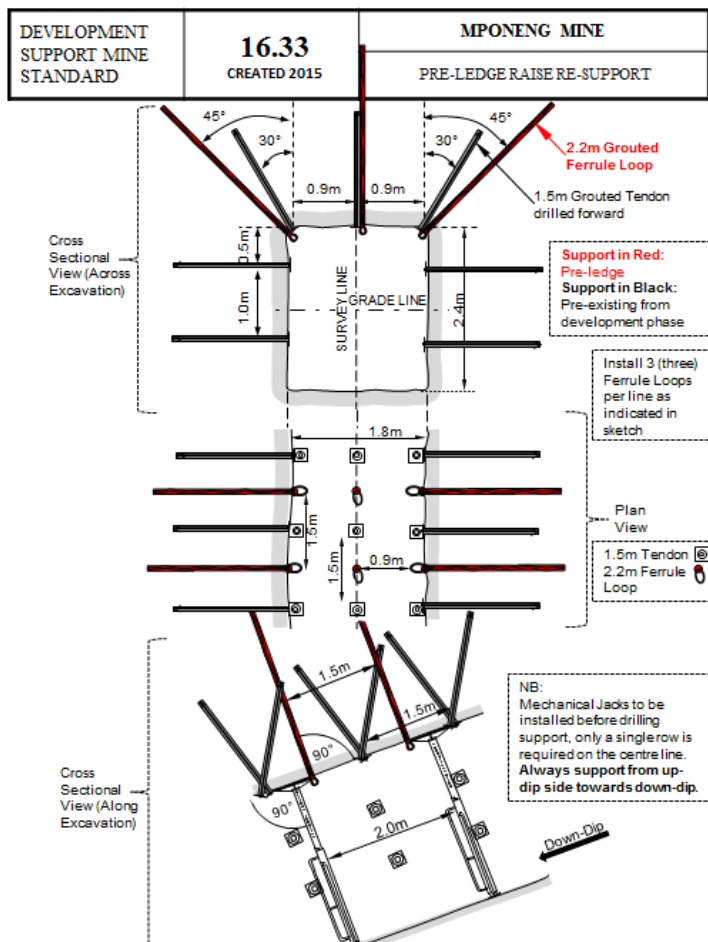 DEVELOPMENT
SUPPORT MINE
STANDARD
16.33
CREATED 2015
MPONENG MINE
PRE-LEDGE RAISE RE-SUPPORT
45°
30°
0.9m
0.9m
30°
45°
2.2m Grouted
Ferrule Loop
1.5m Grouted Tendon
drilled forward
Cross
Sectional
View (Across
Excavation)
0.5m
1.0m
SURVEY LINE
GRADE LINE
2.4m
Support in Red:
Pre-ledge
Support in Black:
Pre-existing from
development phase
Install 3 (three)
Ferrule Loops
per line as
indicated in
sketch
1.8m
1.5m
1.5m
0.9m
Plan
View
1.5m Tendon
2.2m Ferrule
Loop
1.5m
1.5m
90°
90°
2.0m
Cross
Sectional
View (Along
Excavation)
NB:
Mechanical Jacks to be
installed before drilling
support, only a single row is
required on the centre line.
Always support from up-
dip side towards down-dip.
Down-Dip